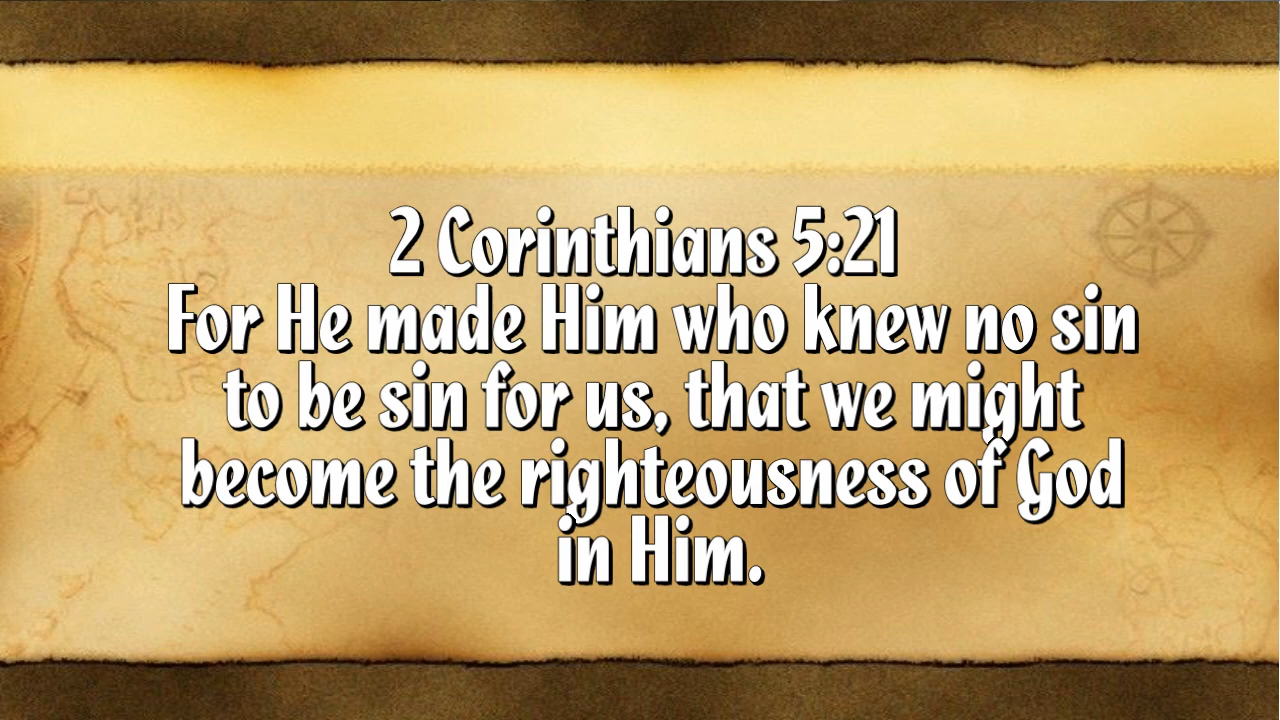 2 Corinthians 5:21
For He made Him who knew no sin
to be sin for us, that we might
become the righteousness of God
in Him.